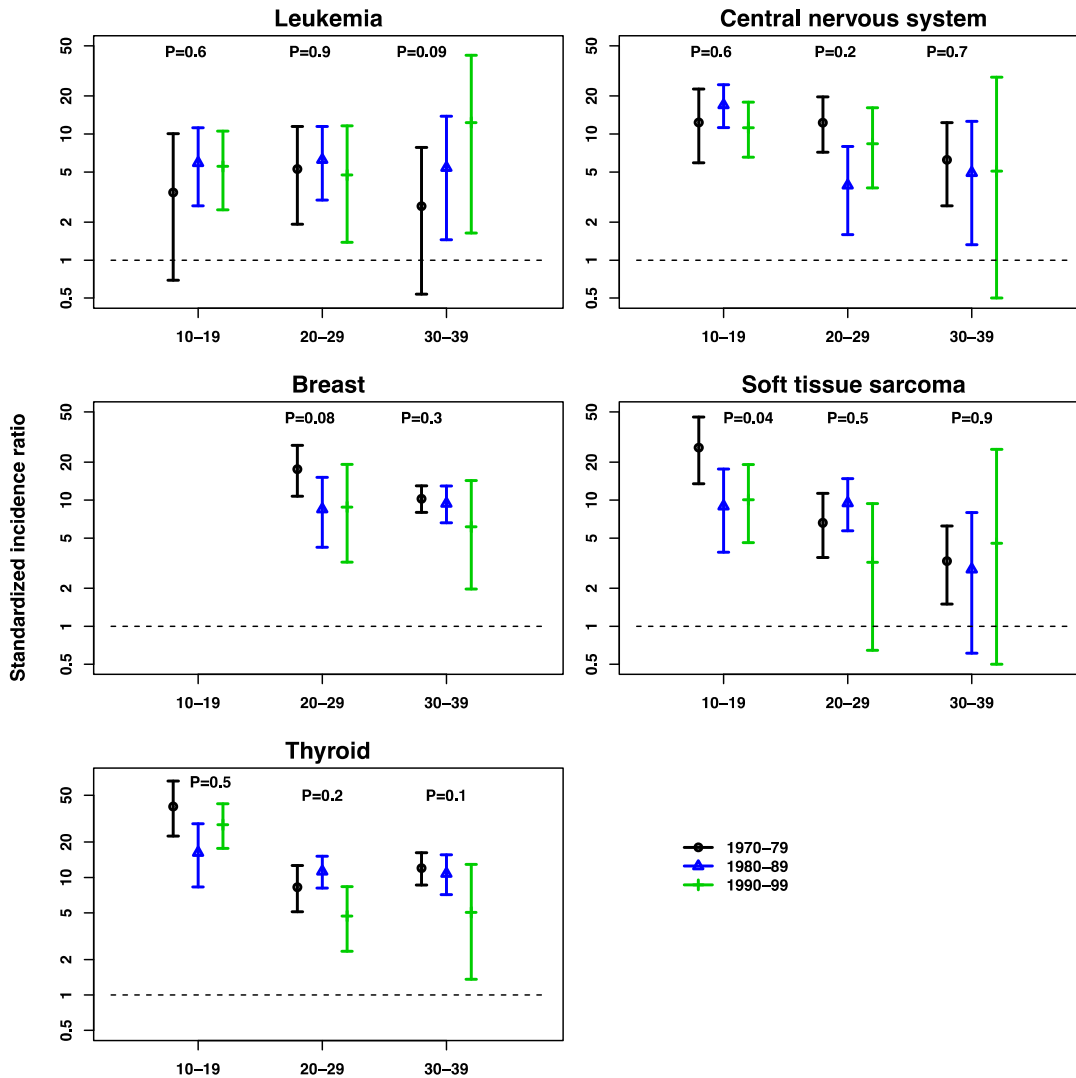 Leukemia
P=0.6 P=0.9 P=0.09
50
20
10
5
2
1
0.5
10–19 20–29 30–39
Central nervous system
P=0.6 P=0.2 P=0.7
50
20
10
5
2
1
0.5
10–19 20–29 30–39
Standardized incidence ratio
Breast
P=0.08 P=0.3
50
20
10
5
2
1
0.5
10–19 20–29 30–39
Soft tissue sarcoma
P=0.04 P=0.5 P=0.9
50
20
10
5
2
1
0.5
10–19 20–29 30–39
Thyroid
P=0.5 P=0.2 P=0.1
50
20
10
5
2
1
0.5
10–19 20–29 30–39
1970–79
1980–89
1990–99